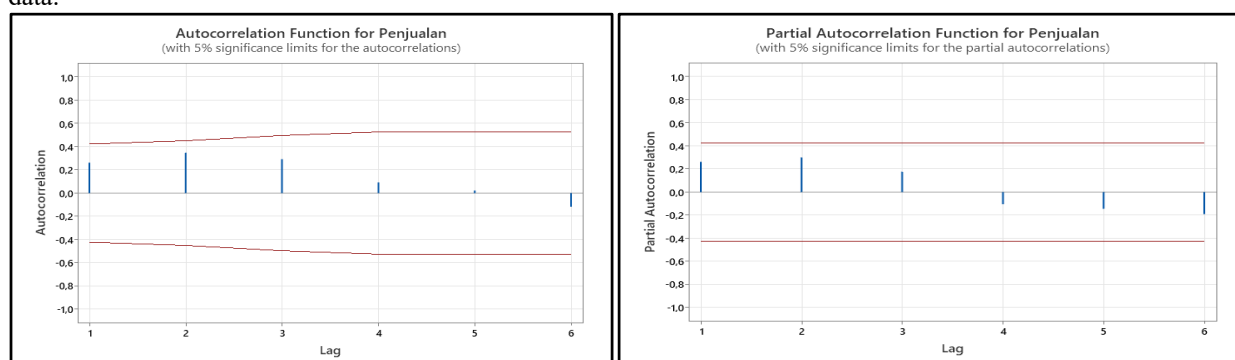 data.
Autocorrelation Function for Penjualan
(with 5% significance limits for the autocorrelations)
1,0
0,8
0,6
0,4
0,2
0,0
-0,2
-0,4
-0,6
-0,8
-1,0
Autocorrelation
1 2 3 4 5 6
Lag
Partial Autocorrelation Function for Penjualan
(with 5% significance limits for the partial autocorrelations)
1,0
0,8
0,6
0,4
0,2
0,0
-0,2
-0,4
-0,6
-0,8
-1,0
Partial Autocorrelation
1 2 3 4 5 6
Lag